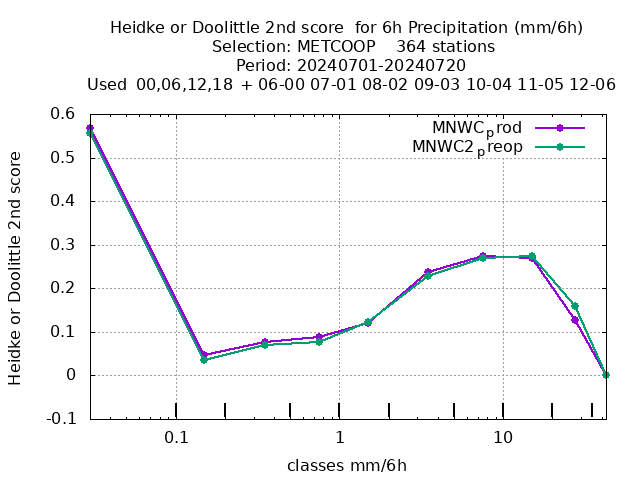 Heidke or Doolittle 2nd score  for 6h Precipitation (mm/6h)
Selection: METCOOP    364 stations
Period: 20240701-20240720
Used  00,06,12,18  + 06-00 07-01  08-02  09-03  10-04  11-05 12-06
MNWCprod
MNWC2preop
0.6
0.5
0.4
0.3
0.2
0.1
0
-0.1
Heidke or Doolittle 2nd score
0.1 1 10
classes mm/6h